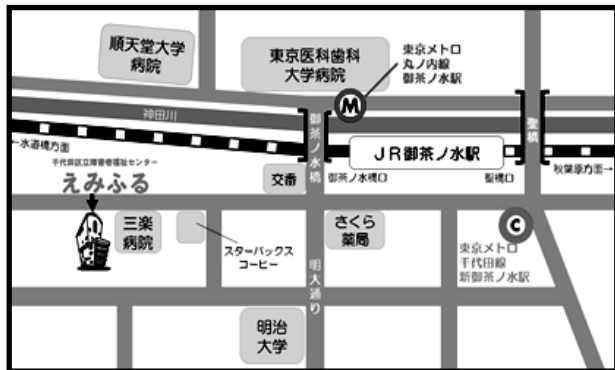 順天堂大学
病院
東京医科歯科
大学病院
東京メトロ
丸ノ内線
御茶ノ水駅
M
神田川
御茶ノ水橋
聖橋
←水道橋方面
JR御茶ノ水駅
秋葉原方面→
千代田区立障害者福祉センター
えみふる
交番
御茶ノ水橋口
聖橋口
三楽
病院
スターバックス
コーヒー
さくら
薬局
C
東京メトロ
千代田線
新御茶ノ水駅
明大通り
明治
大学